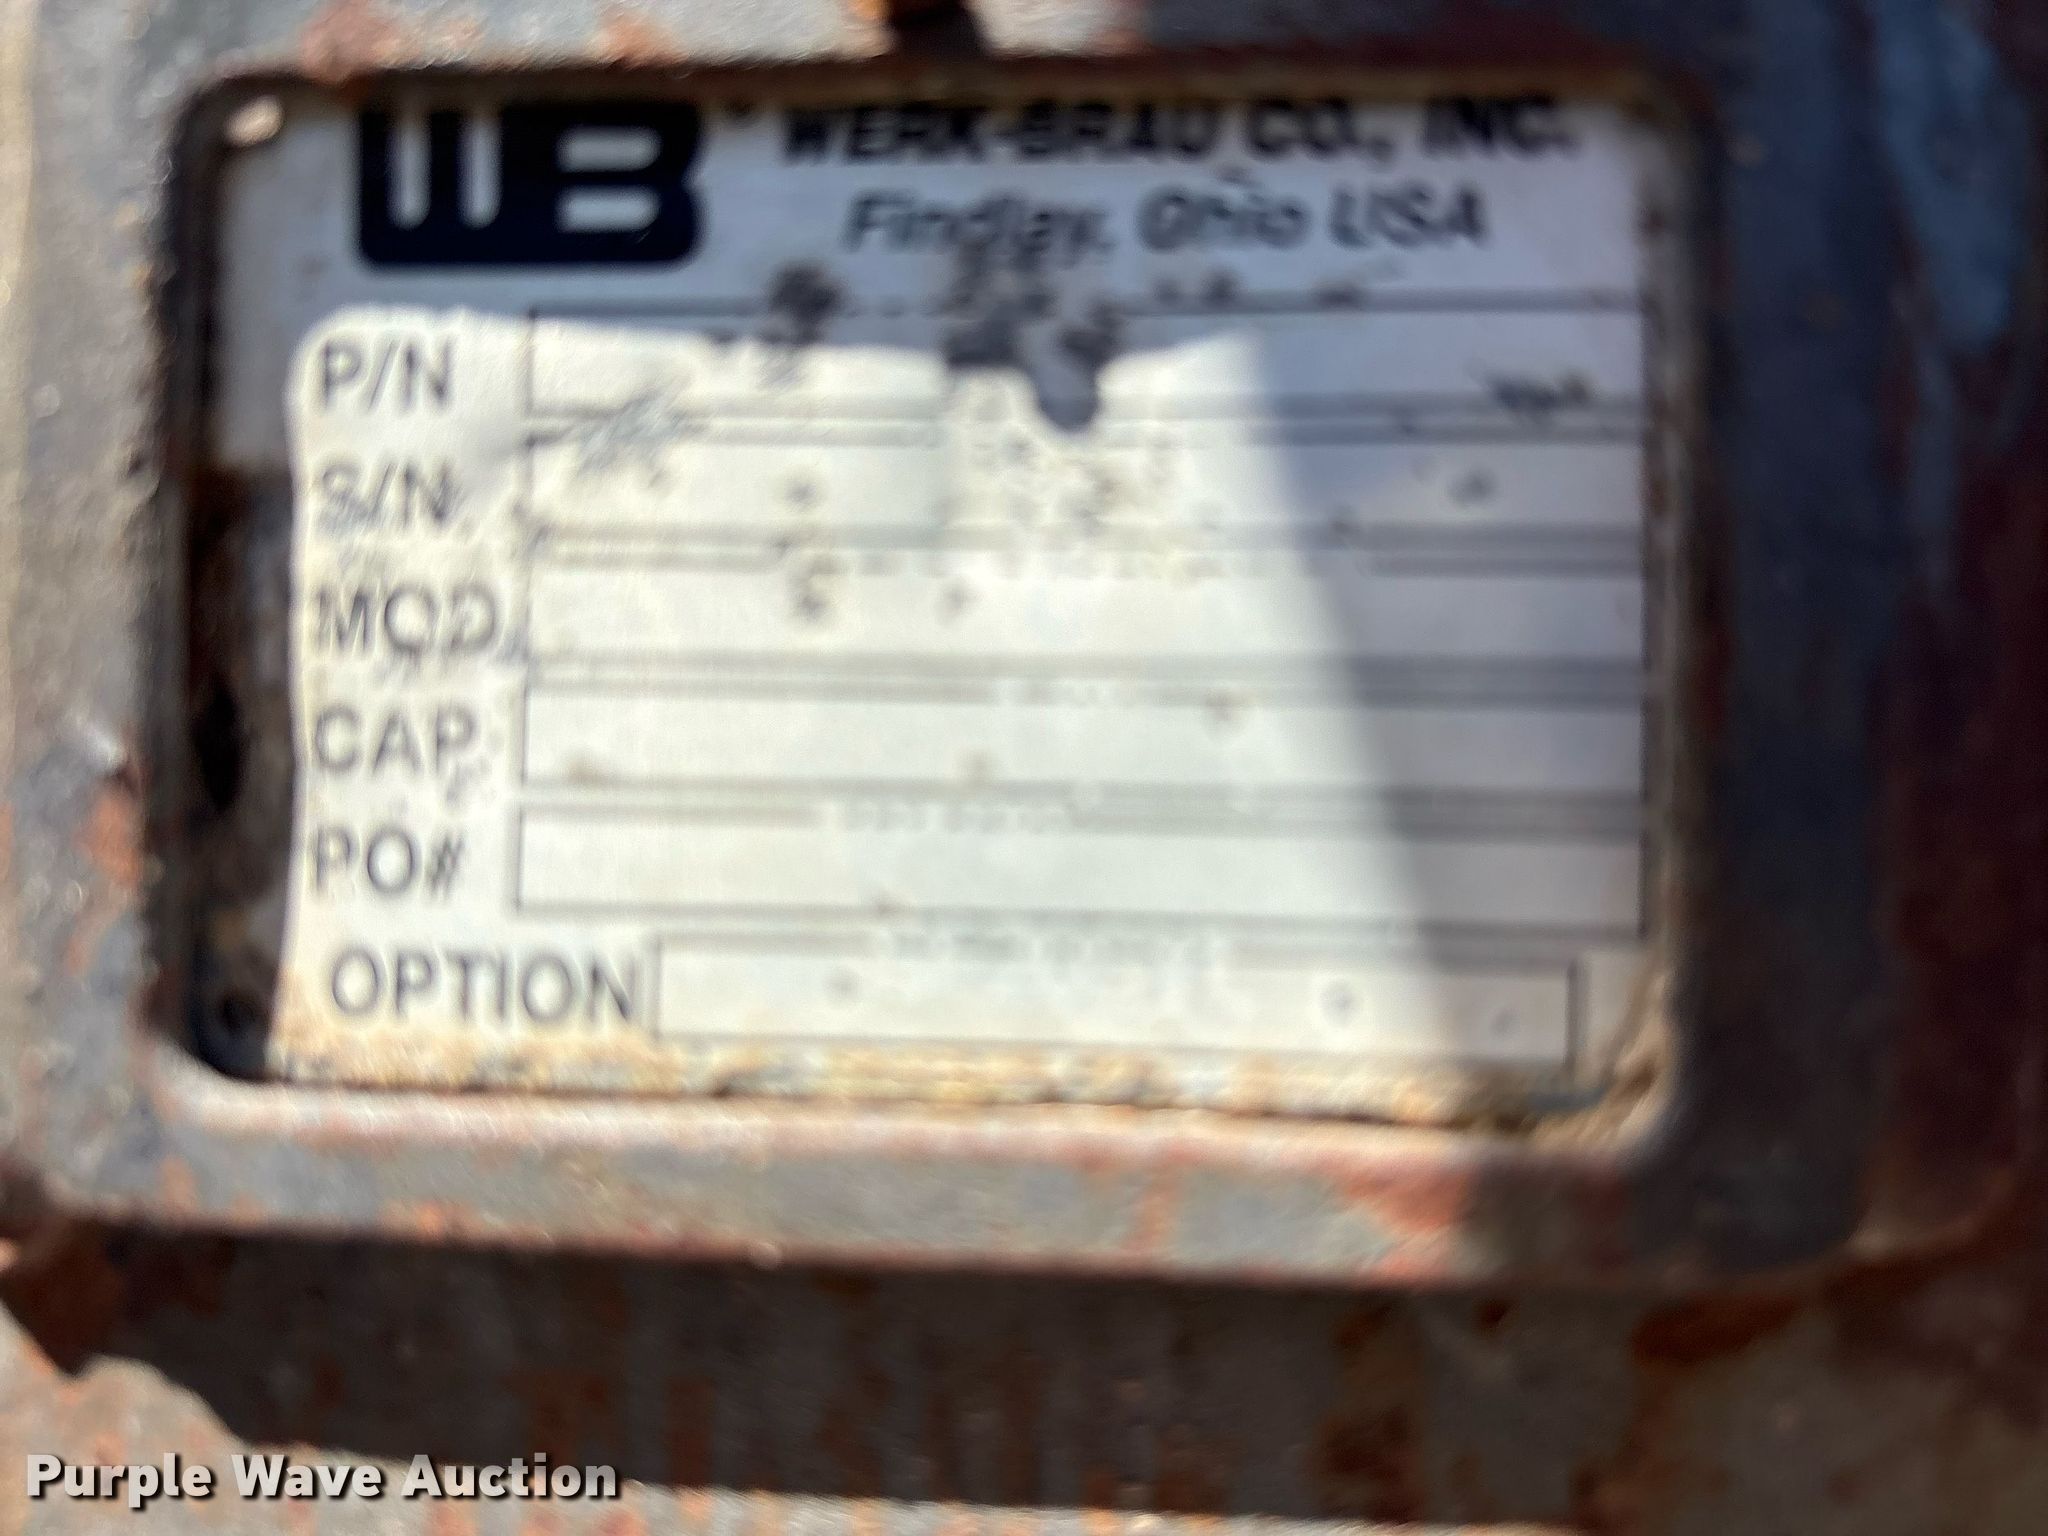 WB WERK-BRAU CO., INC.
Findlay, Ohio USA
P/N
S/N
MOD
CAP
PO#
OPTION
Purple Wave Auction